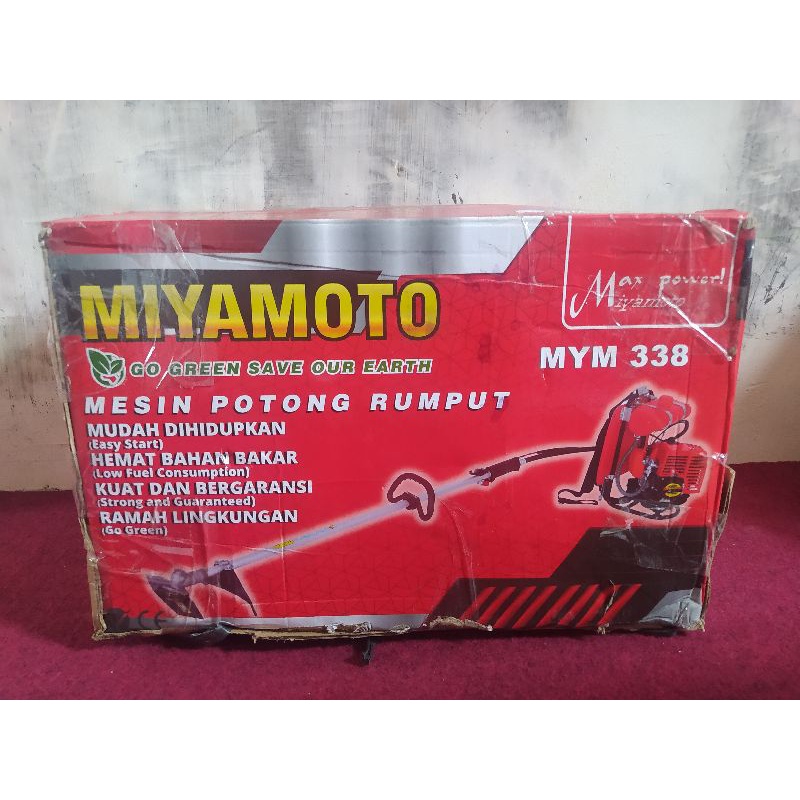 MIYAMOTO
GO GREEN SAVE OUR EARTH
Max power!
Miyamoto
MYM 338
MESIN POTONG RUMPUT
MUDAH DIHIDUPKAN
(Easy Start)
HEMAT BAHAN BAKAR
(Low Fuel Consumption)
KUAT DAN BERGARANSI
(Strong and Guaranteed)
RAMAH LINGKUNGAN
(Go Green)
CE